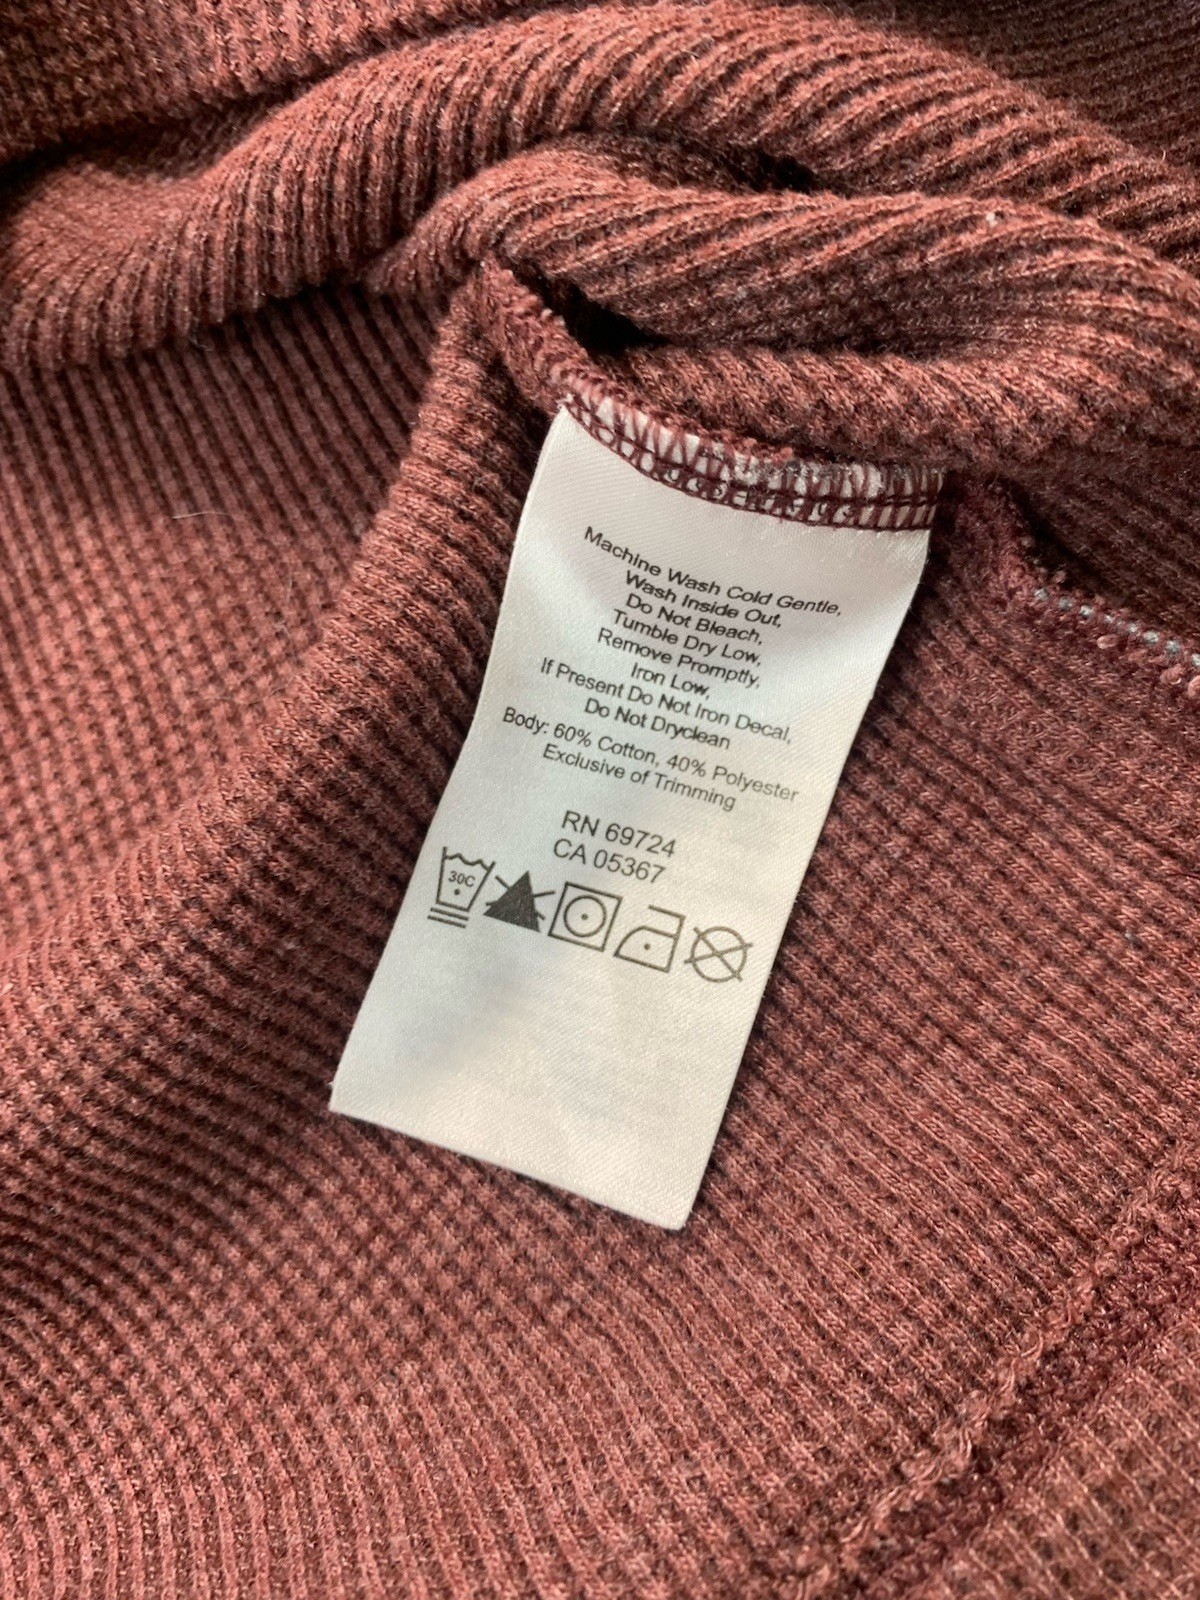 Machine Wash Cold Gentle,
Wash Inside Out,
Do Not Bleach,
Tumble Dry Low,
Remove Promptly,
Iron Low,
If Present Do Not Iron Decal,
Do Not Dryclean
Body: 60% Cotton, 40% Polyester
Exclusive of Trimming
RN 69724
CA 05367
30C